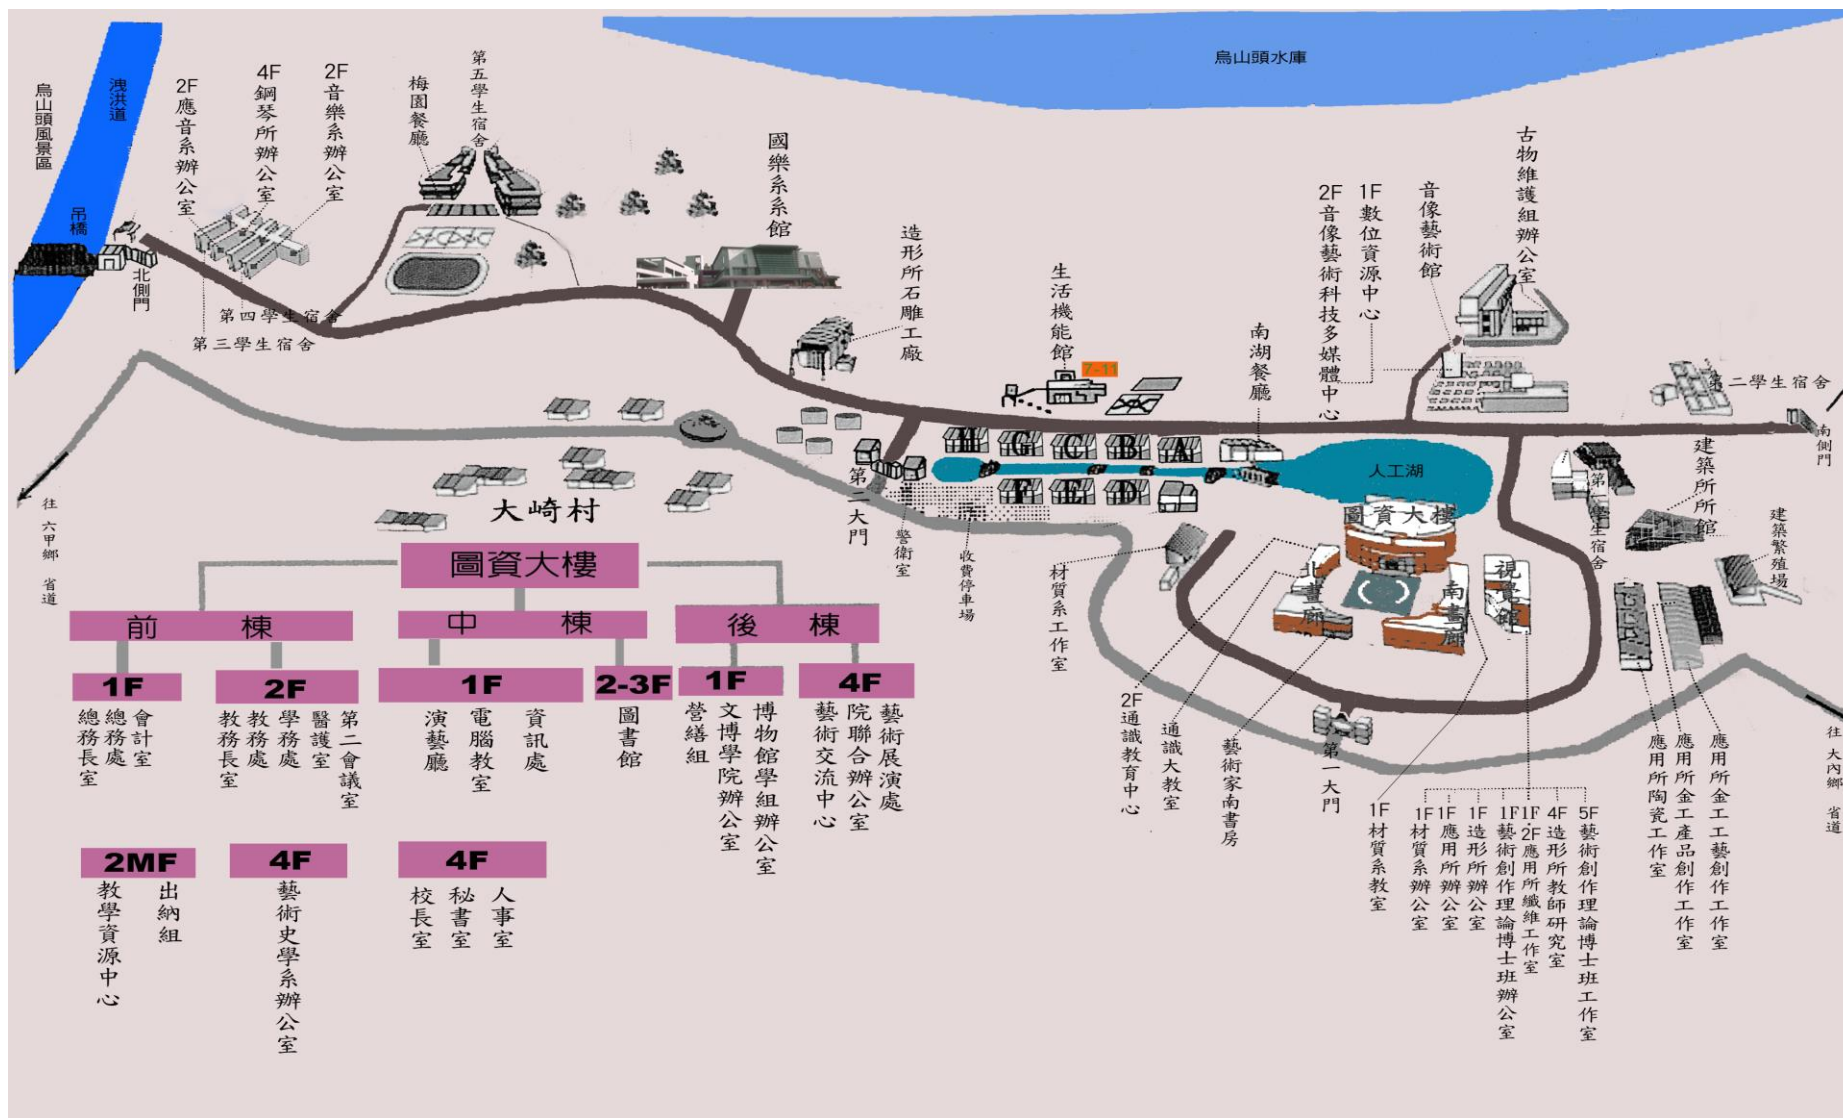 烏山頭水庫
烏山頭風景區
洩洪道
吊橋
北側門
2F應音系辦公室
4F鋼琴所辦公室
2F音樂系辦公室
第四學生宿舍
第三學生宿舍
梅園餐廳
第五學生宿舍
國樂系系館
造形所石雕工廠
生活機能館
7-11
南湖餐廳
2F音像藝術科技多媒體中心
1F數位資源中心
音像藝術館
古物維護組辦公室
第二學生宿舍
南側門
H
G
C
B
A
F
E
D
人工湖
第二大門
警衛室
收費停車場
大崎村
往 六甲鄉 省道
圖資大樓
北畫廊
南畫廊
視覺館
第一學生宿舍
建築所所館
建築繁殖場
材質系工作室
2F通識教育中心
通識大教室
藝術家南書房
第一大門
1F材質系教室
1F材質系辦公室
1F應用所辦公室
1F造形所辦公室
1F藝術創作理論博士班辦公室
1F.2F應用所纖維工作室
4F造形所教師研究室
5F藝術創作理論博士班工作室
應用所陶瓷工作室
應用所金工產品創作工作室
應用所金工工藝創作工作室
往 大內鄉 省道
圖資大樓
前棟
中棟
後棟
1F
總務長室
總務處
會計室
2F
教務長室
教務處
學務處
醫護室
第二會議室
1F
演藝廳
電腦教室
資訊處
2-3F
圖書館
1F
營繕組
文博學院辦公室
博物館學組辦公室
4F
藝術交流中心
院聯合辦公室
藝術展演處
2MF
教學資源中心
出納組
4F
藝術史學系辦公室
4F
校長室
秘書室
人事室